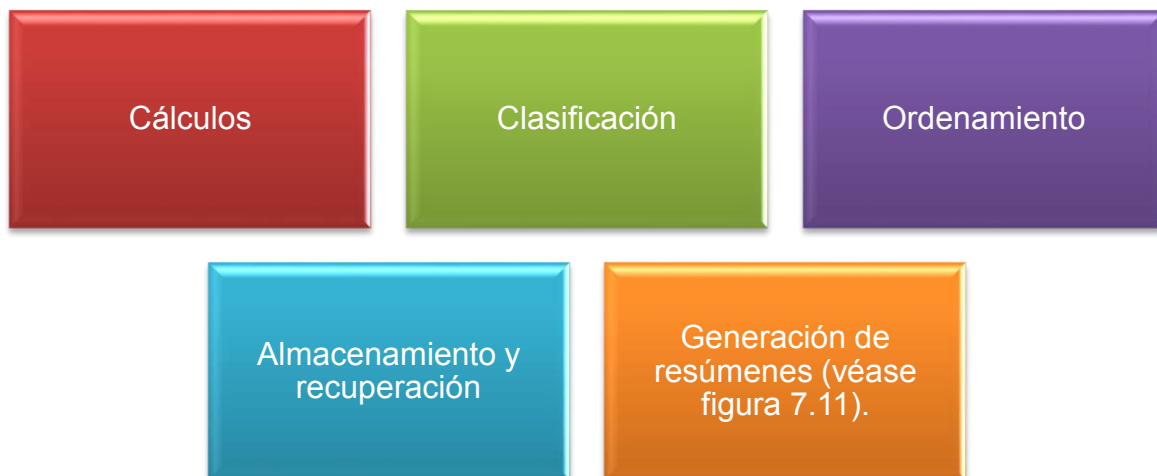 Cálculos
Clasificación
Ordenamiento
Almacenamiento y
recuperación
Generación de
resúmenes (véase
figura 7.11).